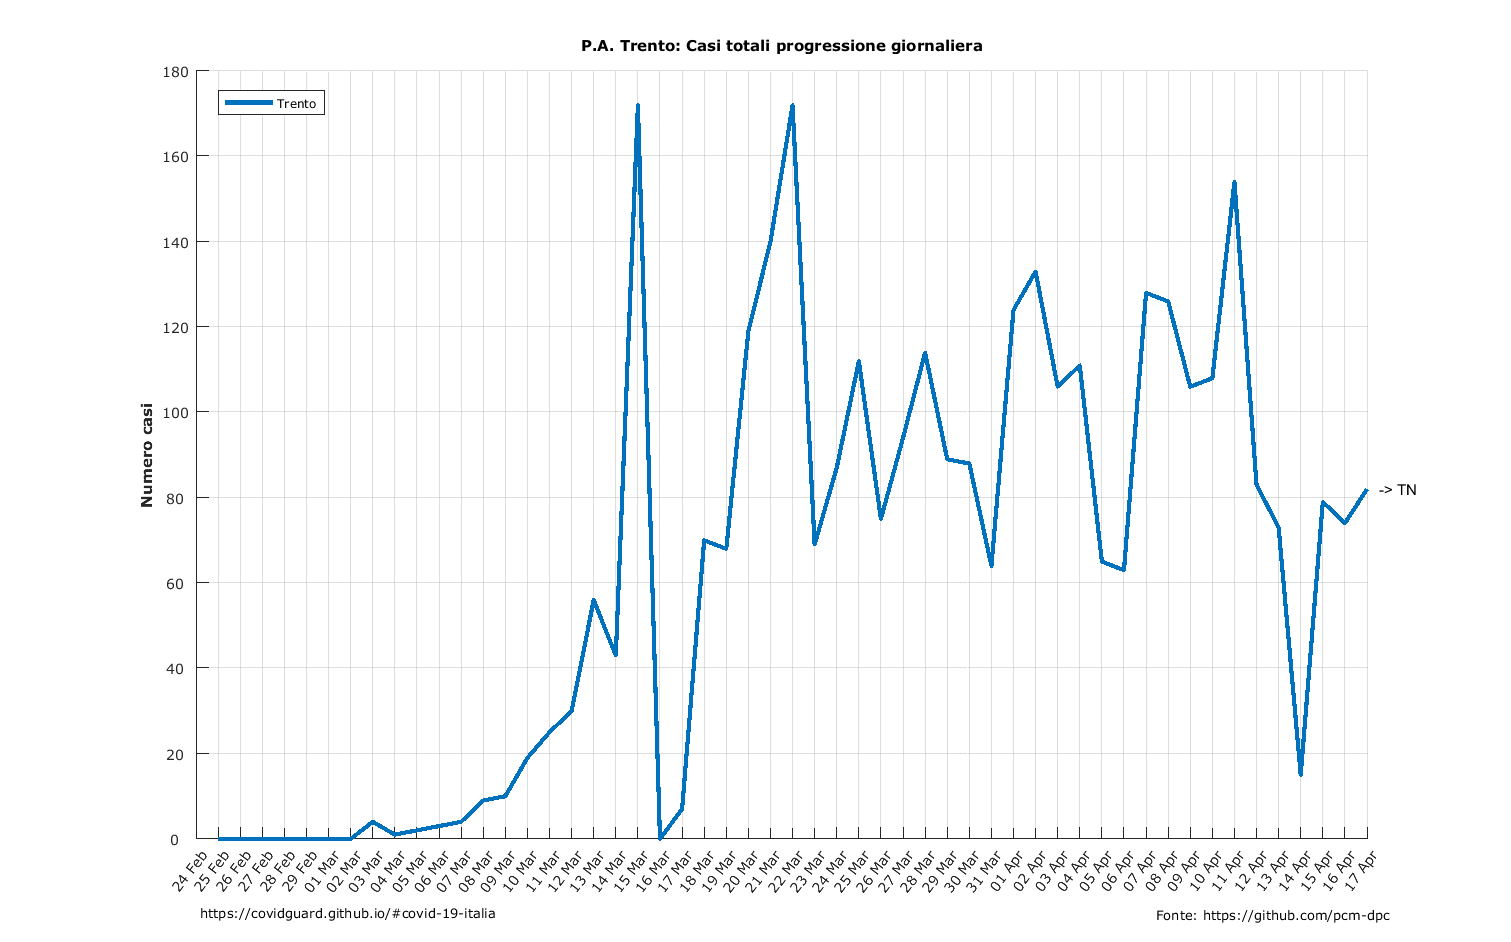 P.A. Trento: Casi totali progressione giornaliera
Trento
Numero casi
180
160
140
120
100
80
60
40
20
0
-> TN
24 Feb
25 Feb
26 Feb
27 Feb
28 Feb
29 Feb
01 Mar
02 Mar
03 Mar
04 Mar
05 Mar
06 Mar
07 Mar
08 Mar
09 Mar
10 Mar
11 Mar
12 Mar
13 Mar
14 Mar
15 Mar
16 Mar
17 Mar
18 Mar
19 Mar
20 Mar
21 Mar
22 Mar
23 Mar
24 Mar
25 Mar
26 Mar
27 Mar
28 Mar
29 Mar
30 Mar
31 Mar
01 Apr
02 Apr
03 Apr
04 Apr
05 Apr
06 Apr
07 Apr
08 Apr
09 Apr
10 Apr
11 Apr
12 Apr
13 Apr
14 Apr
15 Apr
16 Apr
17 Apr
https://covidguard.github.io/#covid-19-italia
Fonte: https://github.com/pcm-dpc